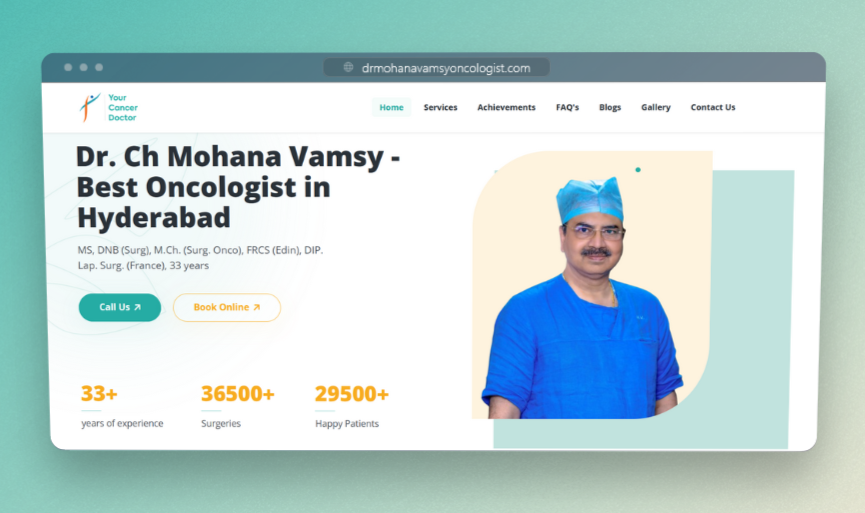 drmohanavamsyoncologist.com
Your
Cancer
Doctor
Home Services Achievements FAQ's Blogs Gallery Contact Us
Dr. Ch Mohana Vamsy -
Best Oncologist in
Hyderabad
MS, DNB (Surg), M.Ch. (Surg. Onco), FRCS (Edin), DIP.
Lap. Surg. (France), 33 years
Call Us Book Online
33+ 36500+ 29500+
years of experience Surgeries Happy Patients